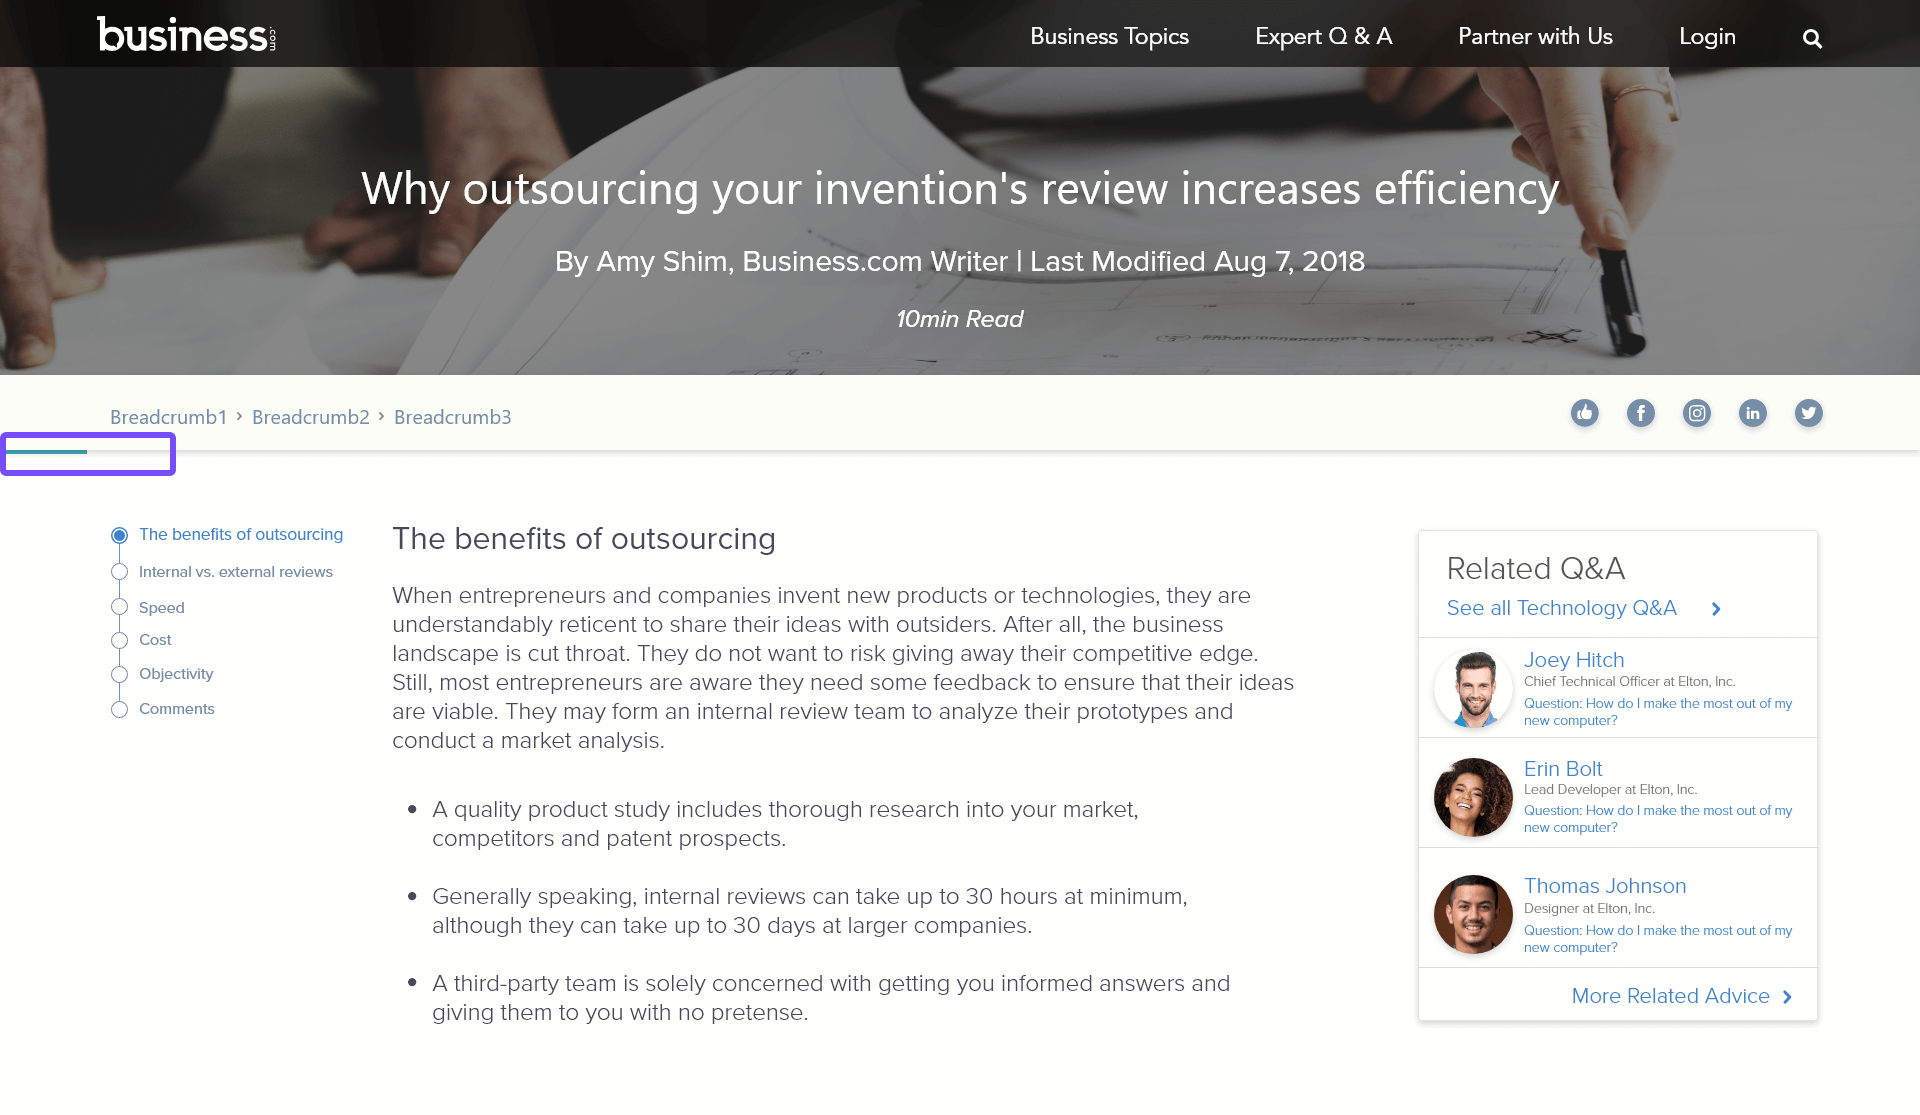 business.com
Business Topics
Expert Q & A
Partner with Us
Login
Why outsourcing your invention's review increases efficiency
By Amy Shim, Business.com Writer | Last Modified Aug 7, 2018
10min Read
Breadcrumb1 › Breadcrumb2 › Breadcrumb3
The benefits of outsourcing
Internal vs. external reviews
Speed
Cost
Objectivity
Comments
The benefits of outsourcing
When entrepreneurs and companies invent new products or technologies, they are
understandably reticent to share their ideas with outsiders. After all, the business
landscape is cut throat. They do not want to risk giving away their competitive edge.
Still, most entrepreneurs are aware they need some feedback to ensure that their ideas
are viable. They may form an internal review team to analyze their prototypes and
conduct a market analysis.
• A quality product study includes thorough research into your market,
competitors and patent prospects.
• Generally speaking, internal reviews can take up to 30 hours at minimum,
although they can take up to 30 days at larger companies.
• A third-party team is solely concerned with getting you informed answers and
giving them to you with no pretense.
Related Q&A
See all Technology Q&A
Joey Hitch
Chief Technical Officer at Elton, Inc.
Question: How do I make the most out of my
new computer?
Erin Bolt
Lead Developer at Elton, Inc.
Question: How do I make the most out of my
new computer?
Thomas Johnson
Designer at Elton, Inc.
Question: How do I make the most out of my
new computer?
More Related Advice